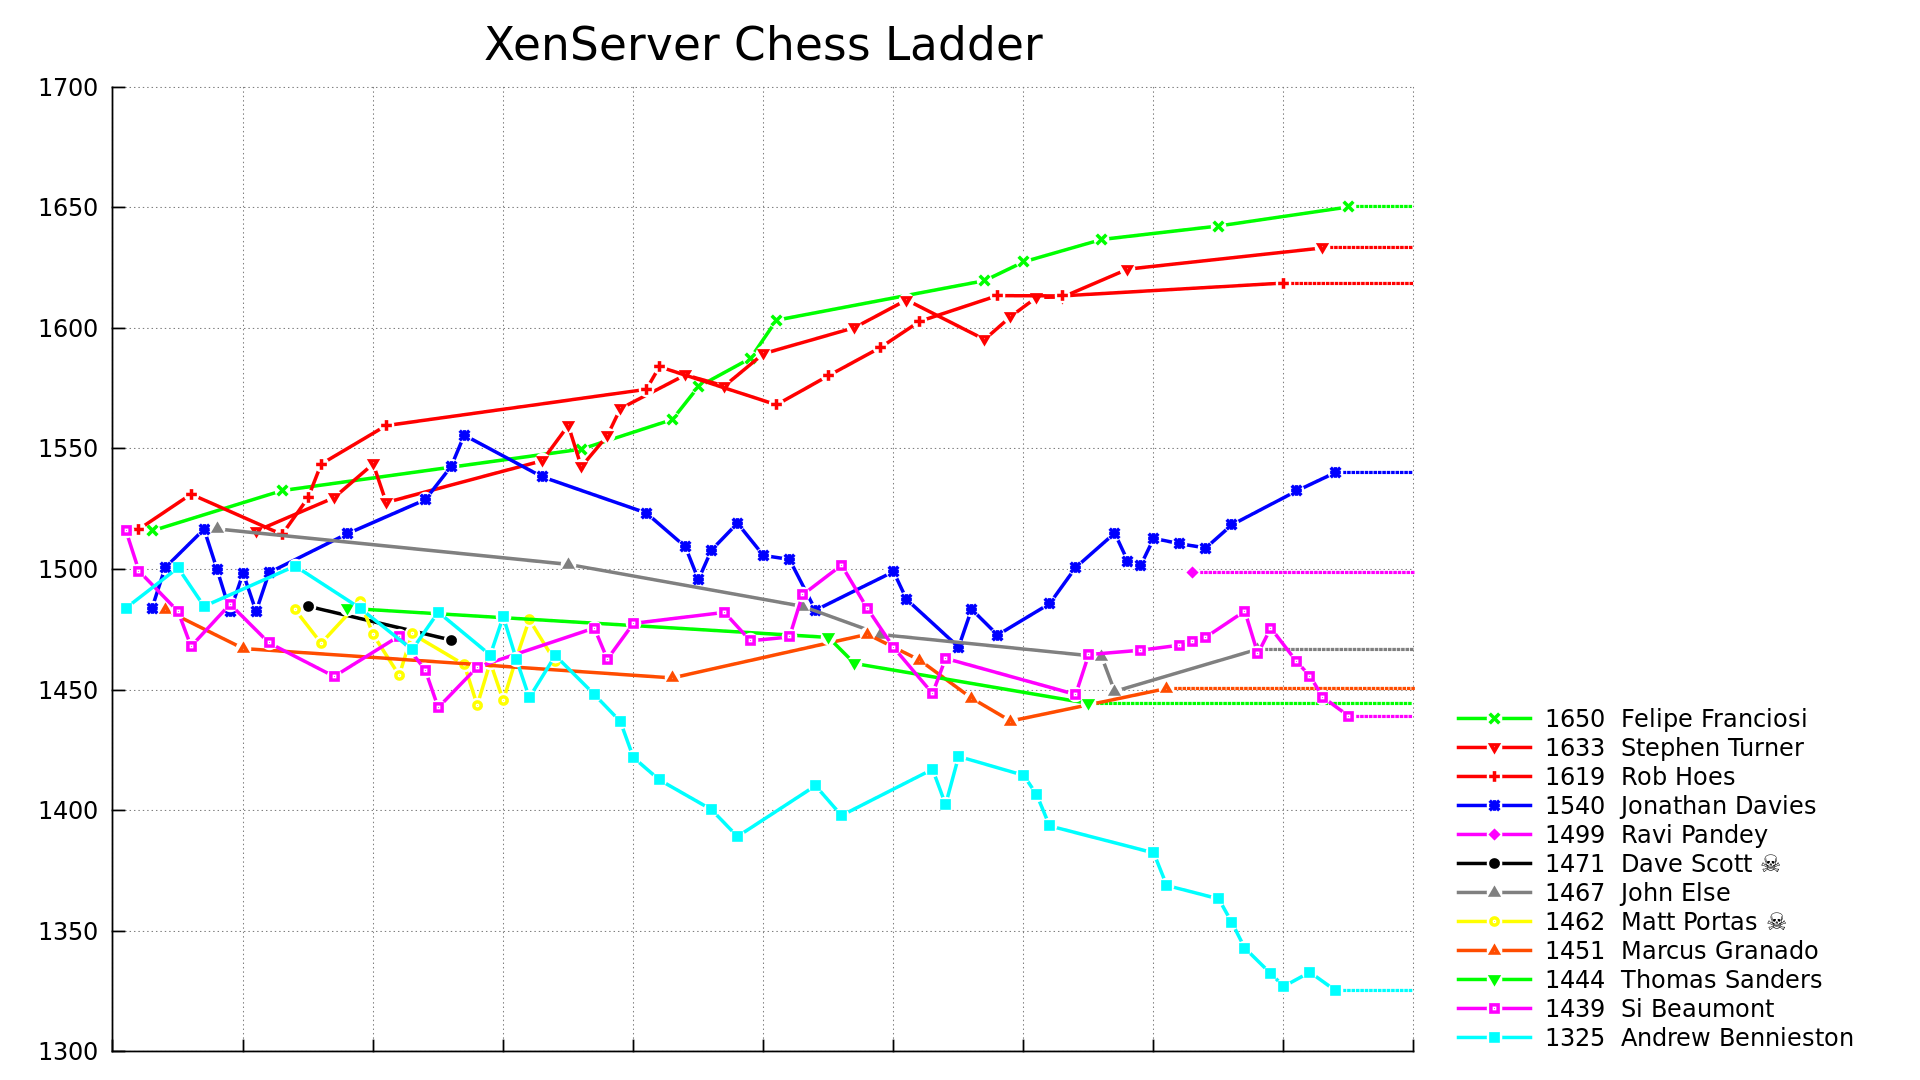 XenServer Chess Ladder
1700
1650
1600
1550
1500
1450
1400
1350
1300
1650 Felipe Franciosi
1633 Stephen Turner
1619 Rob Hoes
1540 Jonathan Davies
1499 Ravi Pandey
1471 Dave Scott ☠
1467 John Else
1462 Matt Portas ☠
1451 Marcus Granado
1444 Thomas Sanders
1439 Si Beaumont
1325 Andrew Bennieston